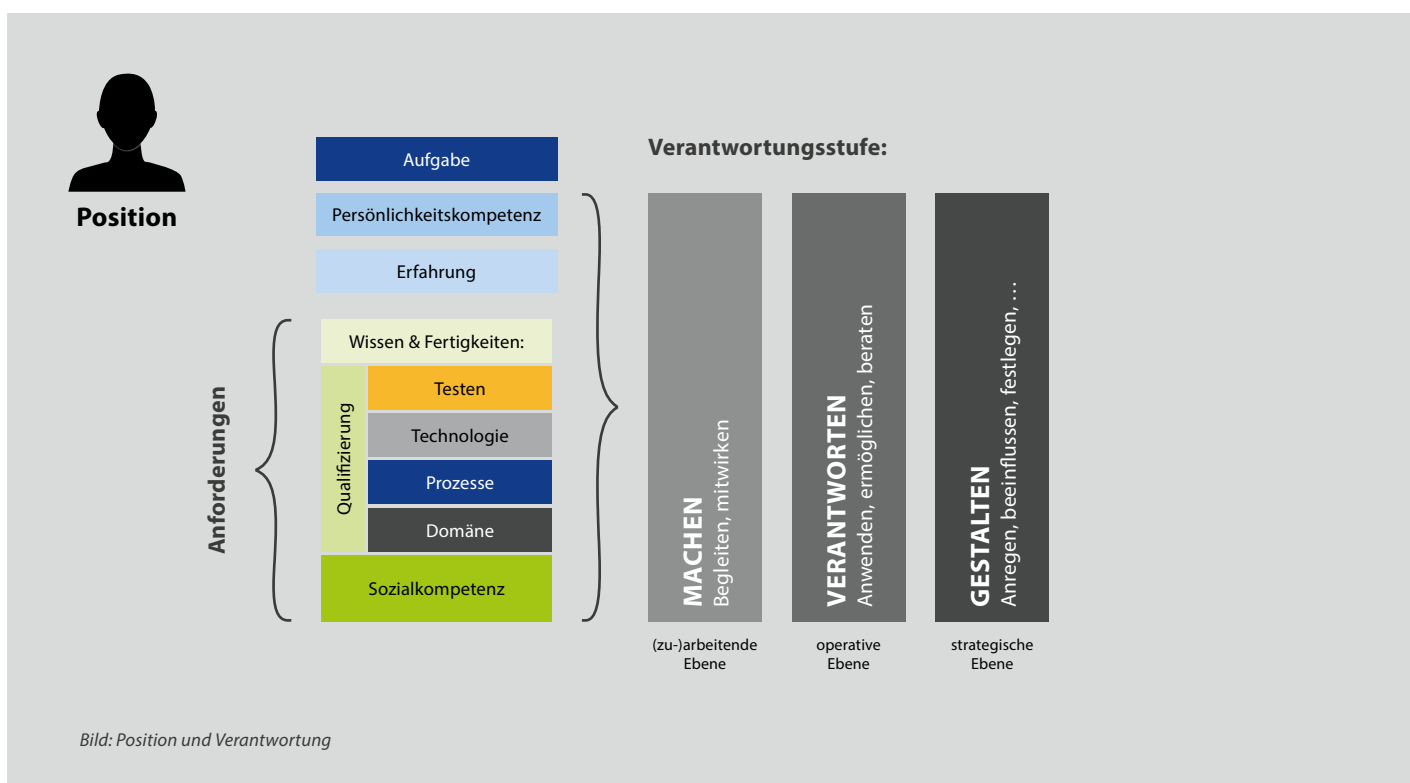 Position
Aufgabe
Persönlichkeitskompetenz
Erfahrung
Anforderungen
Wissen & Fertigkeiten:
Qualifizierung
Testen
Technologie
Prozesse
Domäne
Sozialkompetenz
Verantwortungsstufe:
MACHEN
Begleiten, mitwirken
(zu-)arbeitende
Ebene
VERANTWORTEN
Anwenden, ermöglichen, beraten
operative
Ebene
GESTALTEN
Anregen, beeinflussen, festlegen, …
strategische
Ebene
Bild: Position und Verantwortung